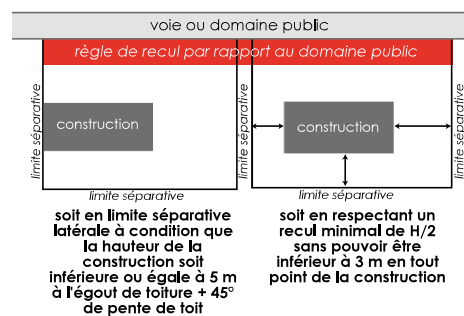 voie ou domaine public
règle de recul par rapport au domaine public
limite séparative
construction
limite séparative
limite séparative
limite séparative
construction
limite séparative
limite séparative
soit en limite séparative
latérale à condition que
la hauteur de la
construction soit
inférieure ou égale à 5 m
à l'égout de toiture + 45°
de pente de toit
soit en respectant un
recul minimal de H/2
sans pouvoir être
inférieur à 3 m en tout
point de la construction